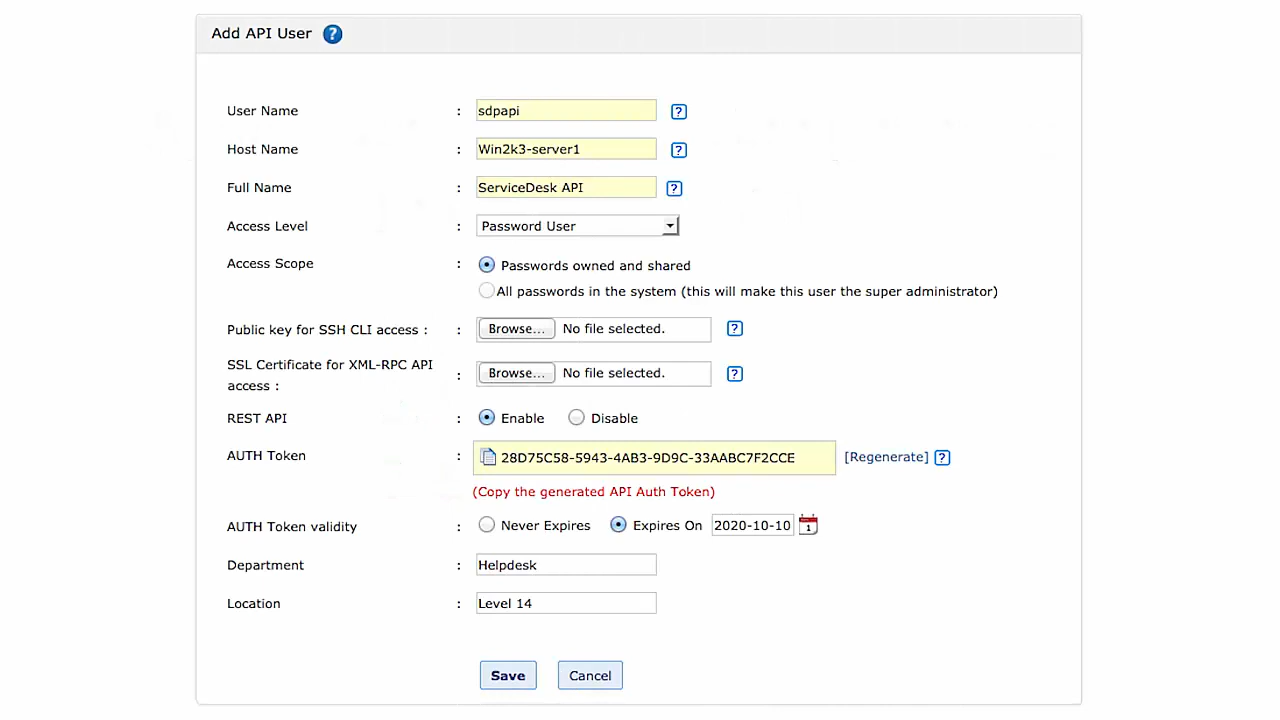 Add API User ?
User Name : sdpapi ?
Host Name : Win2k3-server1 ?
Full Name : ServiceDesk API ?
Access Level : Password User
Access Scope : Passwords owned and shared
All passwords in the system (this will make this user the super administrator)
Public key for SSH CLI access : : Browse... No file selected. ?
SSL Certificate for XML-RPC API
access : : Browse... No file selected. ?
REST API : Enable Disable
AUTH Token : 28D75C58-5943-4AB3-9D9C-33AABC7F2CCE [Regenerate] ?
(Copy the generated API Auth Token)
AUTH Token validity : Never Expires Expires On 2020-10-10 1
Department : Helpdesk
Location : Level 14
Save Cancel